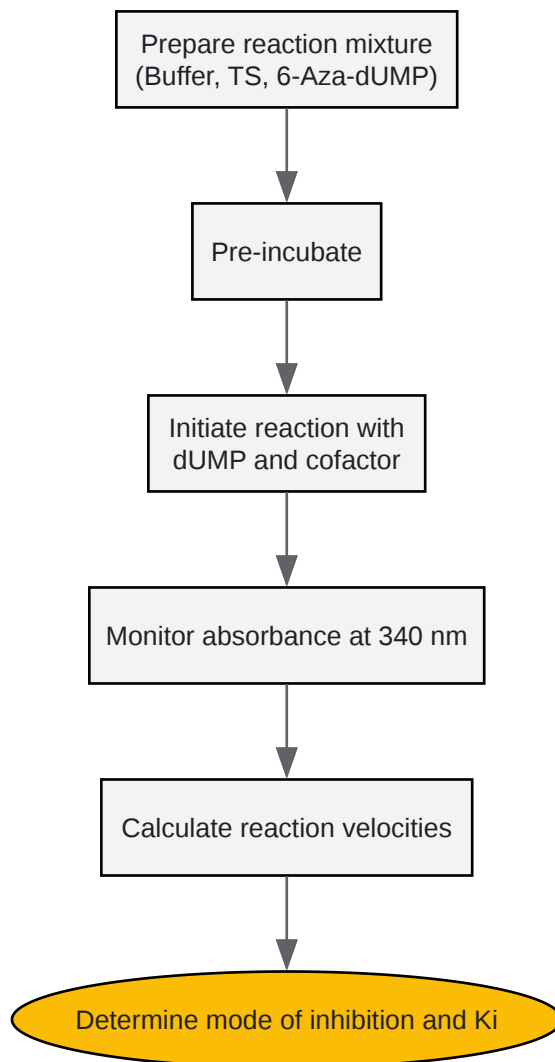 Prepare reaction mixture
(Buffer, TS, 6-Aza-dUMP)
Pre-incubate
Initiate reaction with
dUMP and cofactor
Monitor absorbance at 340 nm
Calculate reaction velocities
Determine mode of inhibition and Ki